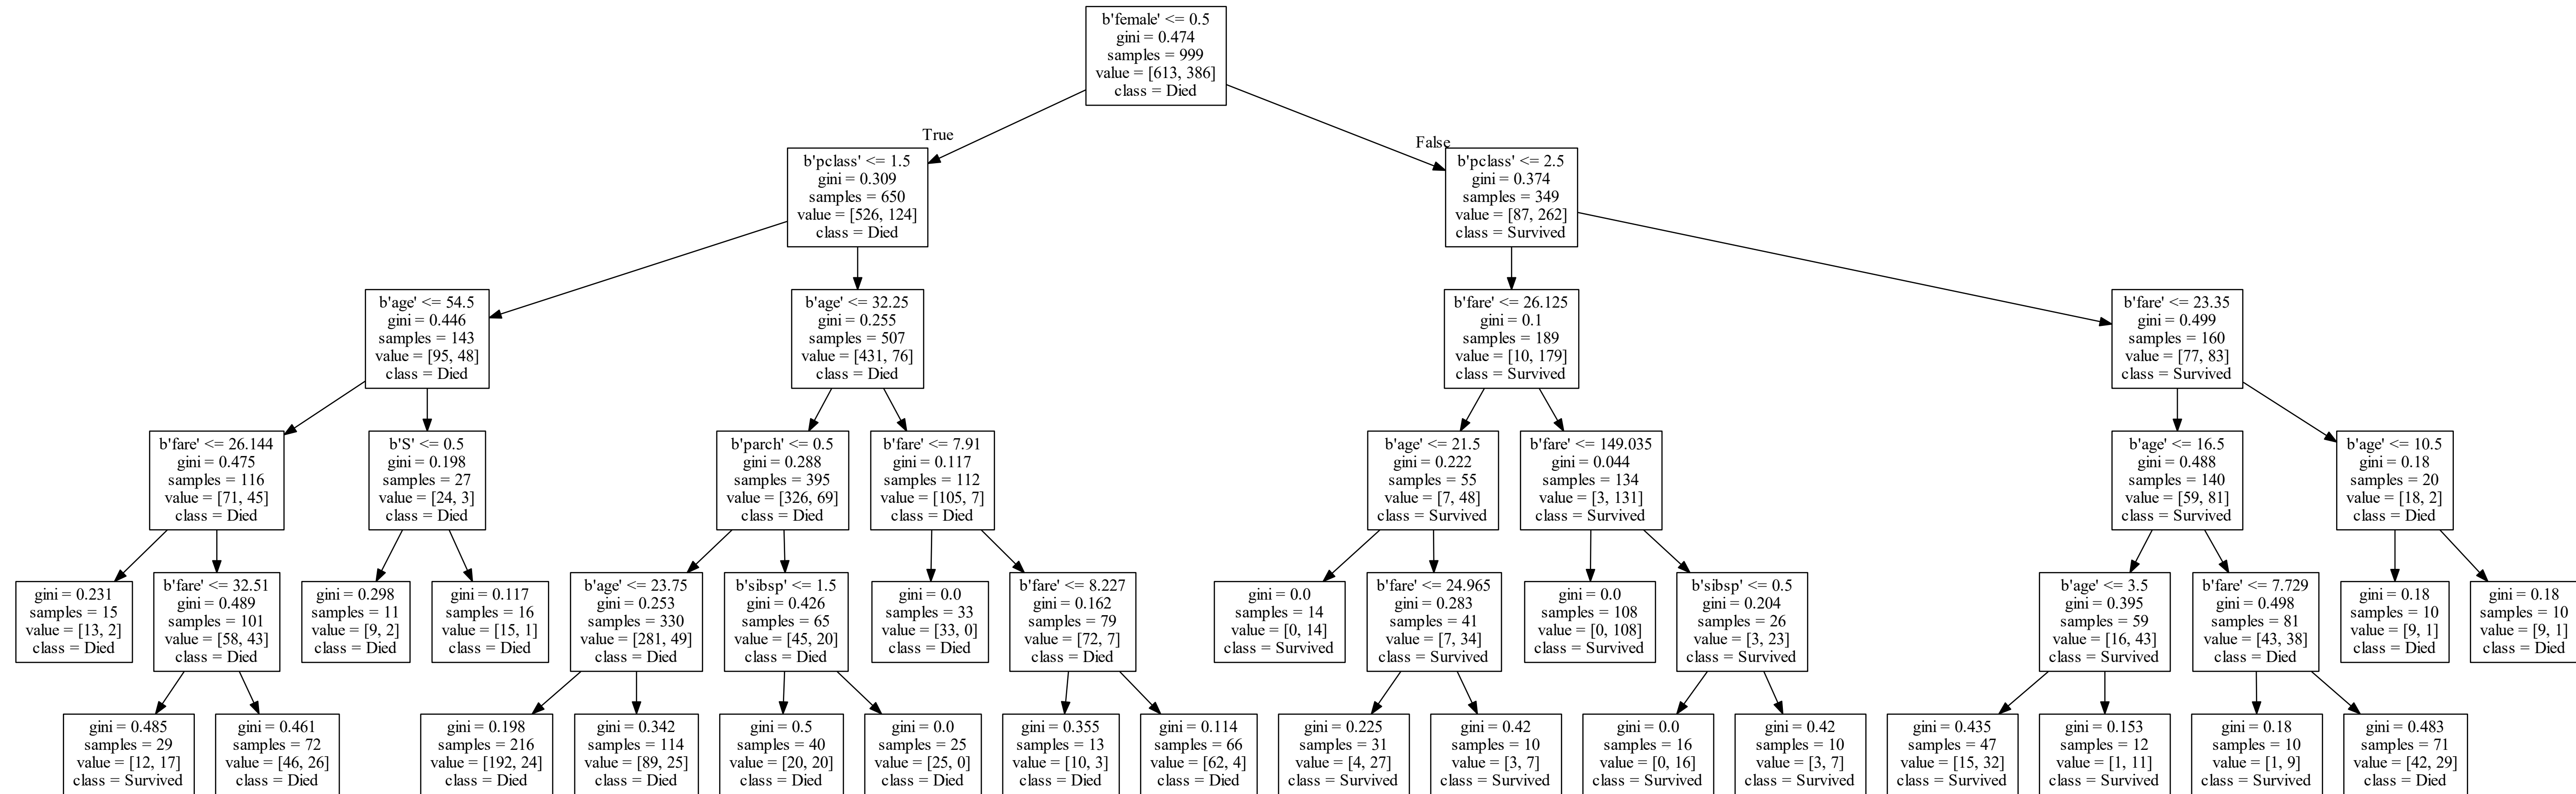 b'female' <= 0.5
gini = 0.474
samples = 999
value = [613, 386]
class = Died
True
False
b'pclass' <= 1.5
gini = 0.309
samples = 650
value = [526, 124]
class = Died
b'pclass' <= 2.5
gini = 0.374
samples = 349
value = [87, 262]
class = Survived
b'age' <= 54.5
gini = 0.446
samples = 143
value = [95, 48]
class = Died
b'age' <= 32.25
gini = 0.255
samples = 507
value = [431, 76]
class = Died
b'fare' <= 26.125
gini = 0.1
samples = 189
value = [10, 179]
class = Survived
b'fare' <= 23.35
gini = 0.499
samples = 160
value = [77, 83]
class = Survived
b'fare' <= 26.144
gini = 0.475
samples = 116
value = [71, 45]
class = Died
b'S' <= 0.5
gini = 0.198
samples = 27
value = [24, 3]
class = Died
b'parch' <= 0.5
gini = 0.288
samples = 395
value = [326, 69]
class = Died
b'fare' <= 7.91
gini = 0.117
samples = 112
value = [105, 7]
class = Died
b'age' <= 21.5
gini = 0.222
samples = 55
value = [7, 48]
class = Survived
b'fare' <= 149.035
gini = 0.044
samples = 134
value = [3, 131]
class = Survived
b'age' <= 16.5
gini = 0.488
samples = 140
value = [59, 81]
class = Survived
b'age' <= 10.5
gini = 0.18
samples = 20
value = [18, 2]
class = Died
gini = 0.231
samples = 15
value = [13, 2]
class = Died
b'fare' <= 32.51
gini = 0.489
samples = 101
value = [58, 43]
class = Died
gini = 0.298
samples = 11
value = [9, 2]
class = Died
gini = 0.117
samples = 16
value = [15, 1]
class = Died
b'age' <= 23.75
gini = 0.253
samples = 330
value = [281, 49]
class = Died
b'sibsp' <= 1.5
gini = 0.426
samples = 65
value = [45, 20]
class = Died
gini = 0.0
samples = 33
value = [33, 0]
class = Died
b'fare' <= 8.227
gini = 0.162
samples = 79
value = [72, 7]
class = Died
gini = 0.0
samples = 14
value = [0, 14]
class = Survived
b'fare' <= 24.965
gini = 0.283
samples = 41
value = [7, 34]
class = Survived
gini = 0.0
samples = 108
value = [0, 108]
class = Survived
b'sibsp' <= 0.5
gini = 0.204
samples = 26
value = [3, 23]
class = Survived
b'age' <= 3.5
gini = 0.395
samples = 59
value = [16, 43]
class = Survived
b'fare' <= 7.729
gini = 0.498
samples = 81
value = [43, 38]
class = Died
gini = 0.18
samples = 10
value = [9, 1]
class = Died
gini = 0.18
samples = 10
value = [9, 1]
class = Died
gini = 0.485
samples = 29
value = [12, 17]
class = Survived
gini = 0.461
samples = 72
value = [46, 26]
class = Died
gini = 0.198
samples = 216
value = [192, 24]
class = Died
gini = 0.342
samples = 114
value = [89, 25]
class = Died
gini = 0.5
samples = 40
value = [20, 20]
class = Died
gini = 0.0
samples = 25
value = [25, 0]
class = Died
gini = 0.355
samples = 13
value = [10, 3]
class = Died
gini = 0.114
samples = 66
value = [62, 4]
class = Died
gini = 0.225
samples = 31
value = [4, 27]
class = Survived
gini = 0.42
samples = 10
value = [3, 7]
class = Survived
gini = 0.0
samples = 16
value = [0, 16]
class = Survived
gini = 0.42
samples = 10
value = [3, 7]
class = Survived
gini = 0.435
samples = 47
value = [15, 32]
class = Survived
gini = 0.153
samples = 12
value = [1, 11]
class = Survived
gini = 0.18
samples = 10
value = [1, 9]
class = Survived
gini = 0.483
samples = 71
value = [42, 29]
class = Died